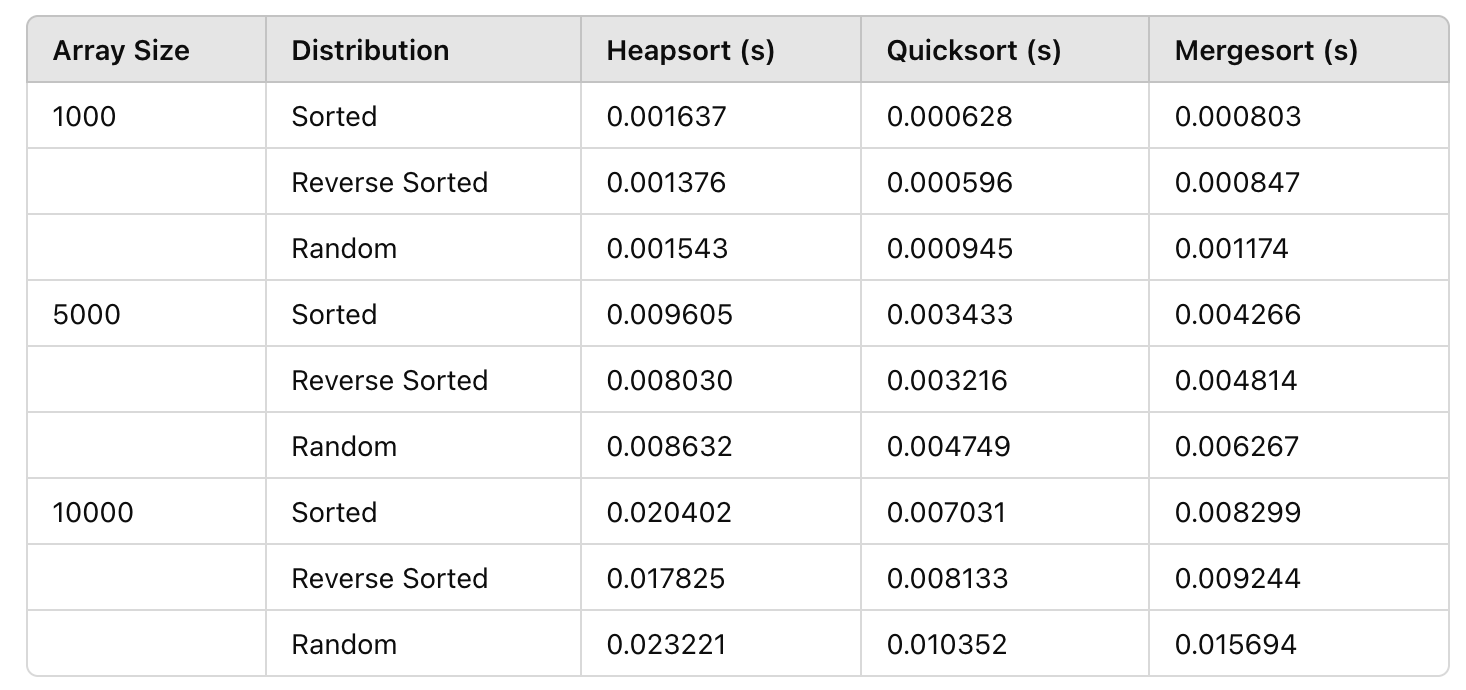 Array Size Distribution Heapsort (s) Quicksort (s) Mergesort (s)
1000 Sorted 0.001637 0.000628 0.000803
Reverse Sorted 0.001376 0.000596 0.000847
Random 0.001543 0.000945 0.001174
5000 Sorted 0.009605 0.003433 0.004266
Reverse Sorted 0.008030 0.003216 0.004814
Random 0.008632 0.004749 0.006267
10000 Sorted 0.020402 0.007031 0.008299
Reverse Sorted 0.017825 0.008133 0.009244
Random 0.023221 0.010352 0.015694